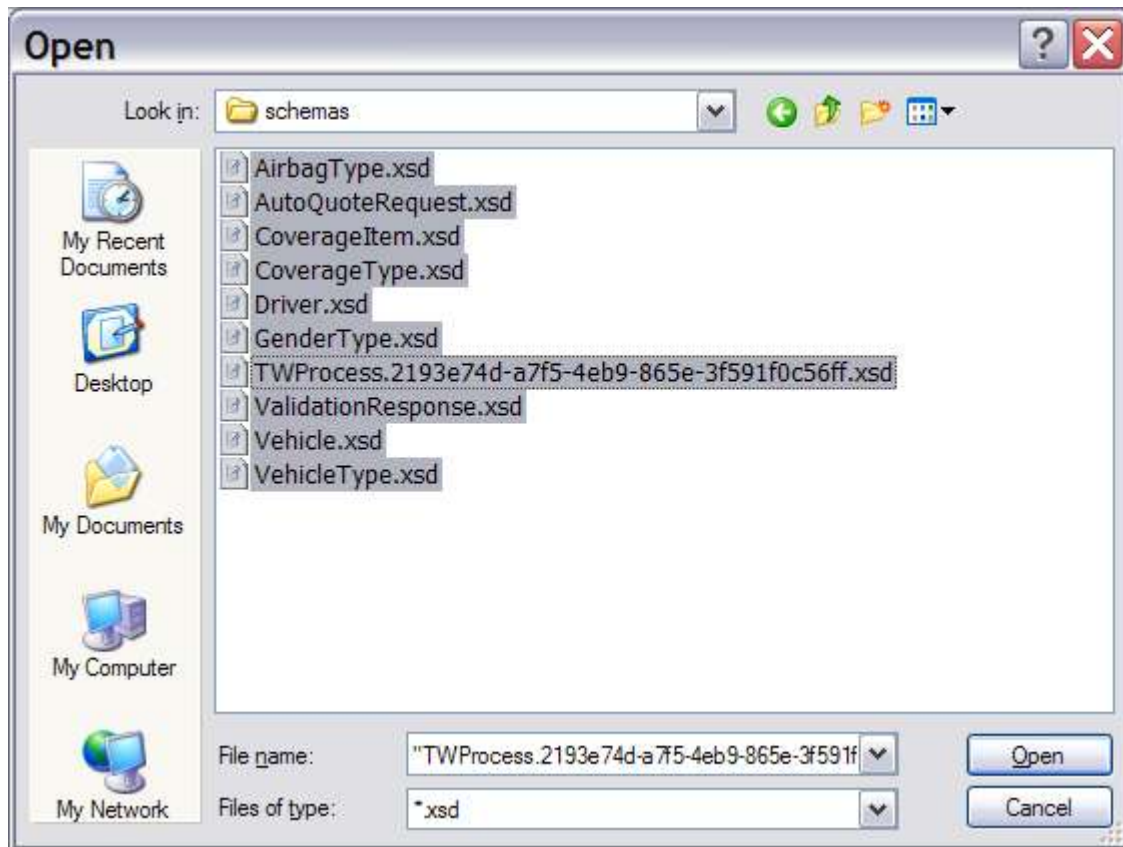 Open
Look in: schemas
AirbagType.xsd
AutoQuoteRequest.xsd
CoverageItem.xsd
CoverageType.xsd
Driver.xsd
GenderType.xsd
TWProcess.2193e74d-a7f5-4eb9-865e-3f591f0c56ff.xsd
ValidationResponse.xsd
Vehicle.xsd
VehicleType.xsd
My Recent
Documents
Desktop
My Documents
My Computer
My Network
File name: "TWProcess.2193e74d-a7f5-4eb9-865e-3f591f
Open
Files of type: *.xsd
Cancel